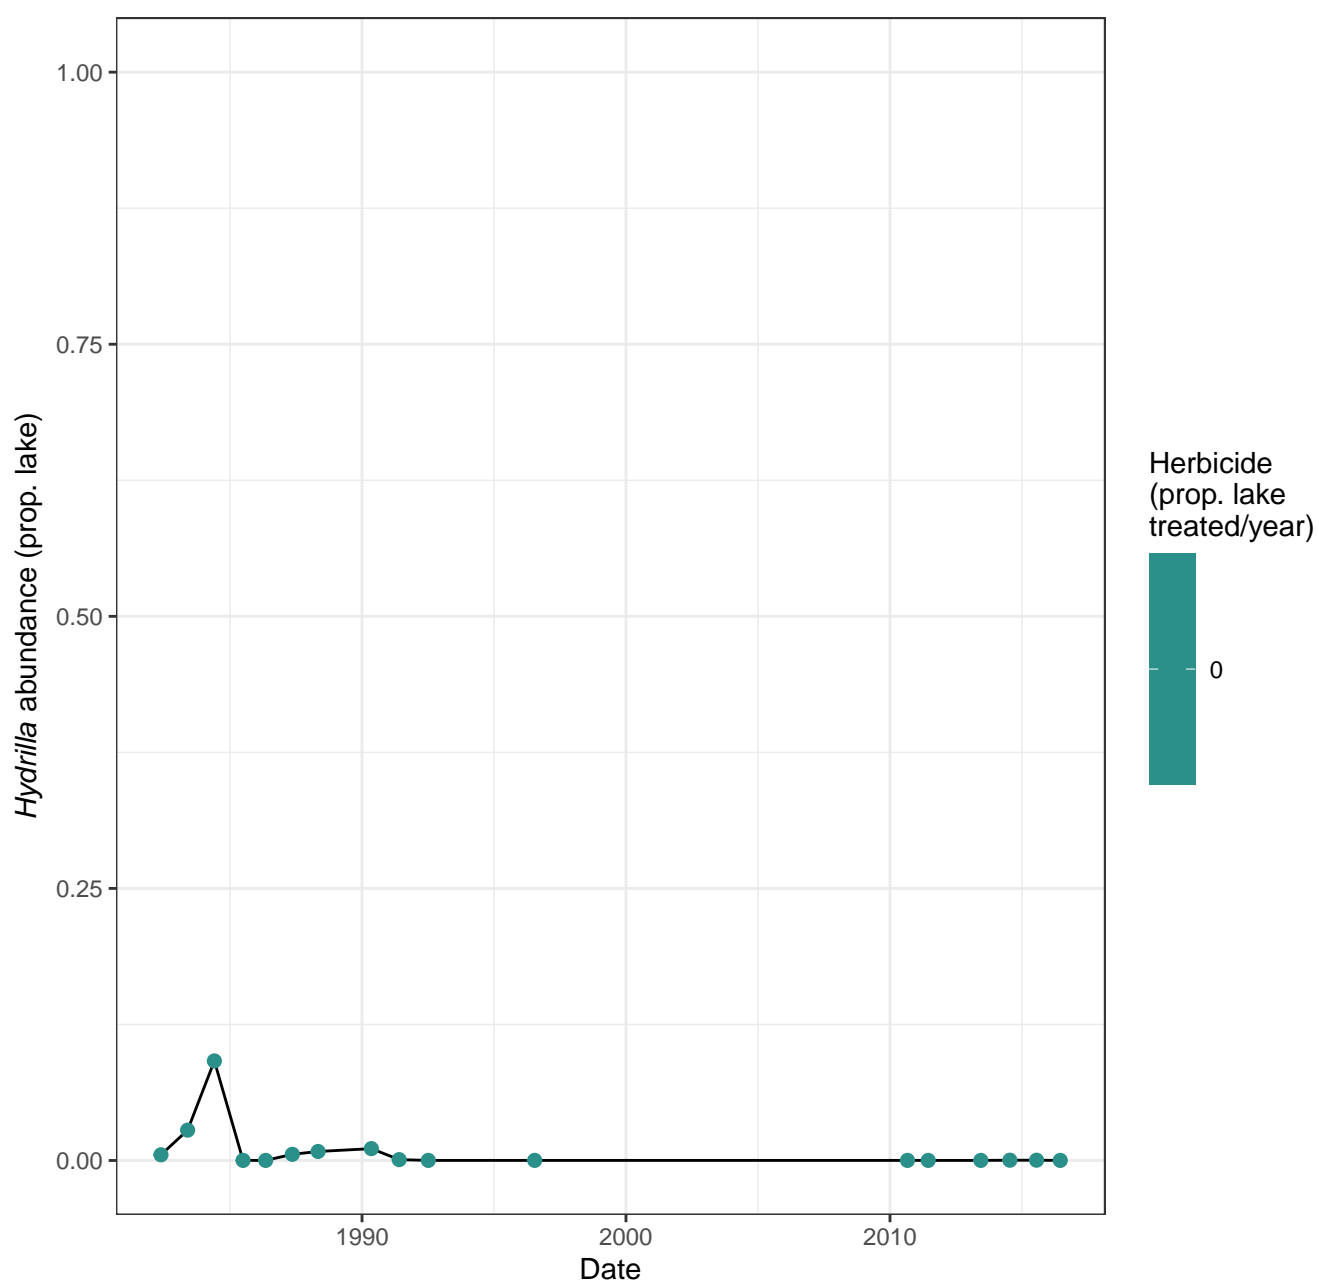 1.00
0.75
0.50
0.25
0.00
Hydrilla abundance (prop. lake)
1990
2000
2010
Date
Herbicide
(prop. lake
treated/year)
0